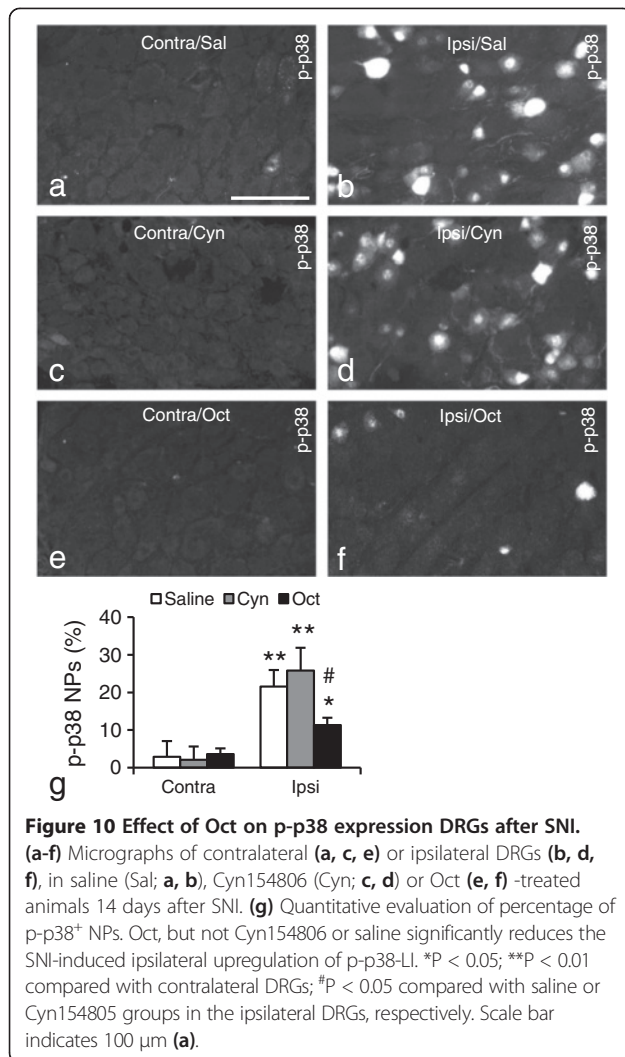 Contra/Sal
p-p38
a
Ipsi/Sal
p-p38
b
Contra/Cyn
p-p38
c
Ipsi/Cyn
p-p38
d
Contra/Oct
p-p38
e
Ipsi/Oct
p-p38
f
Saline Cyn Oct
p-p38 NPs (%)
40
30
20
10
0
** ** # *
Contra Ipsi
g
Figure 10 Effect of Oct on p-p38 expression DRGs after SNI.
(a-f) Micrographs of contralateral (a, c, e) or ipsilateral DRGs (b, d,
f), in saline (Sal; a, b), Cyn154806 (Cyn; c, d) or Oct (e, f) -treated
animals 14 days after SNI. (g) Quantitative evaluation of percentage of
p-p38⁺ NPs. Oct, but not Cyn154806 or saline significantly reduces the
SNI-induced ipsilateral upregulation of p-p38-LI. *P < 0.05; **P < 0.01
compared with contralateral DRGs; #P < 0.05 compared with saline or
Cyn154805 groups in the ipsilateral DRGs, respectively. Scale bar
indicates 100 μm (a).